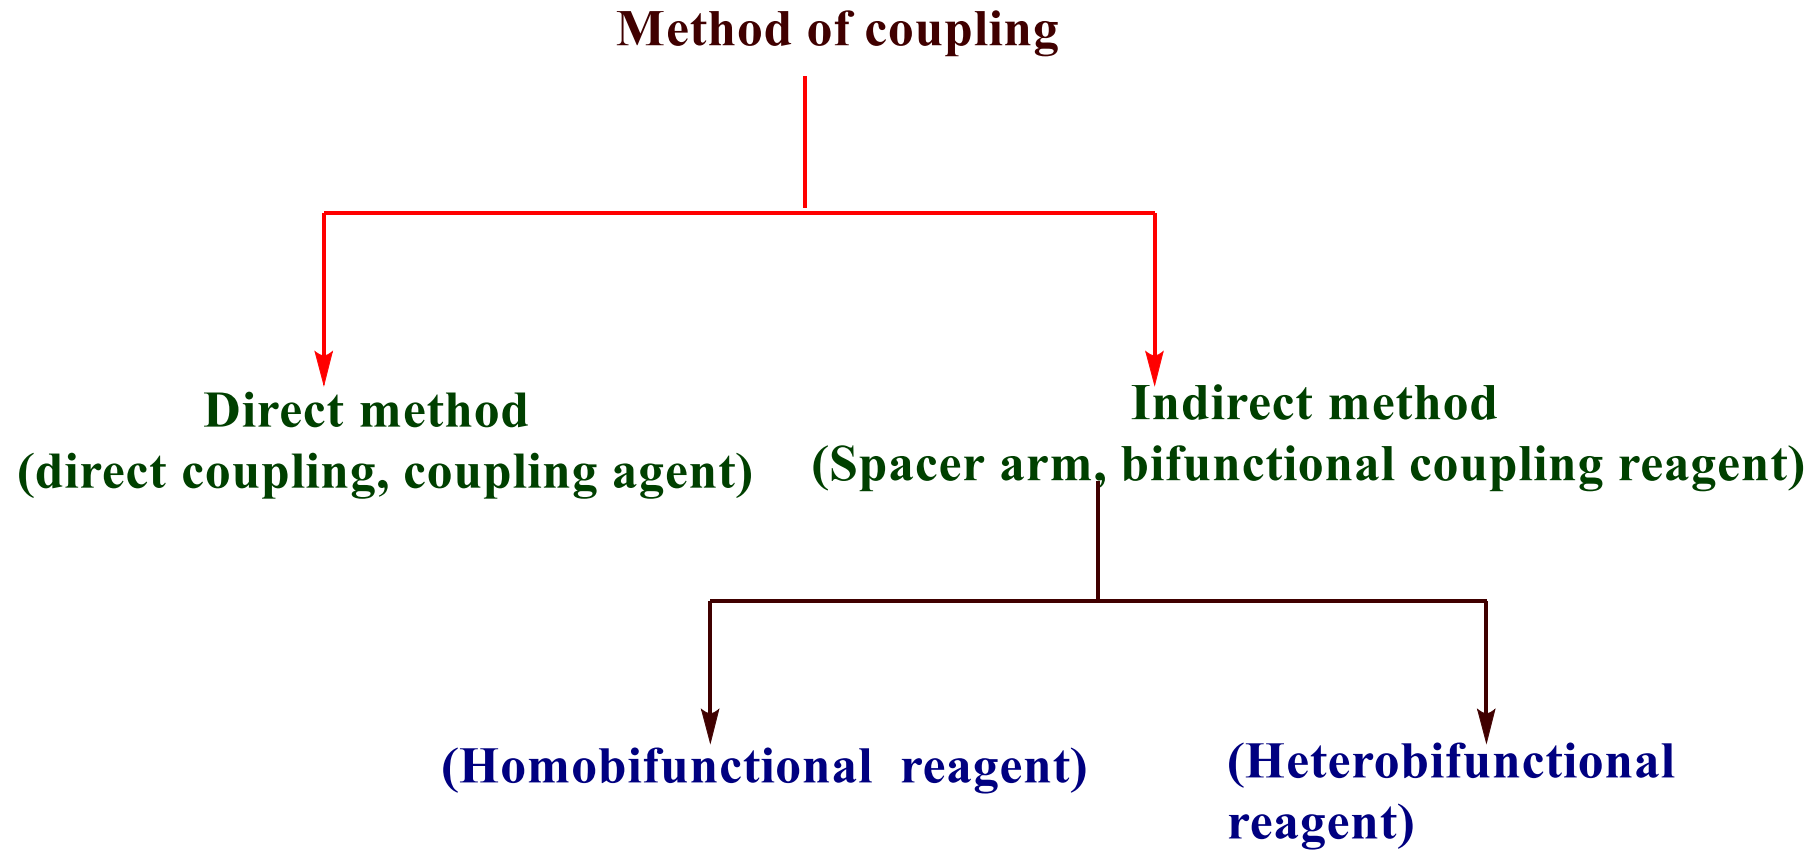 Method of coupling
Direct method
(direct coupling, coupling agent)
Indirect method
(Spacer arm, bifunctional coupling reagent)
(Homobifunctional reagent)
(Heterobifunctional
reagent)